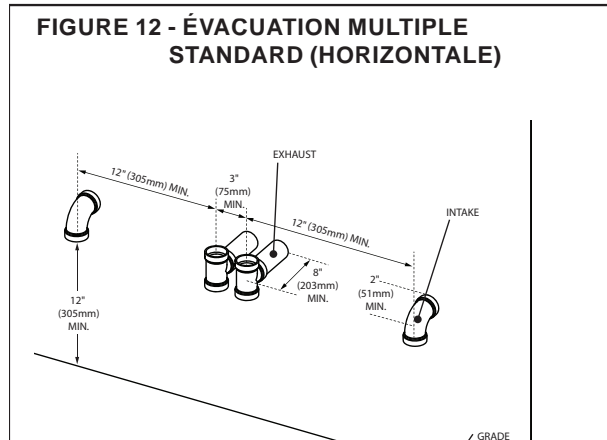 FIGURE 12 - ÉVACUATION MULTIPLE
STANDARD (HORIZONTALE)
EXHAUST
12" (305mm) MIN.
3"
(75mm)
MIN.
12" (305mm) MIN.
INTAKE
8"
(203mm)
MIN.
2"
(51mm)
MIN.
12"
(305mm)
MIN.
GRADE